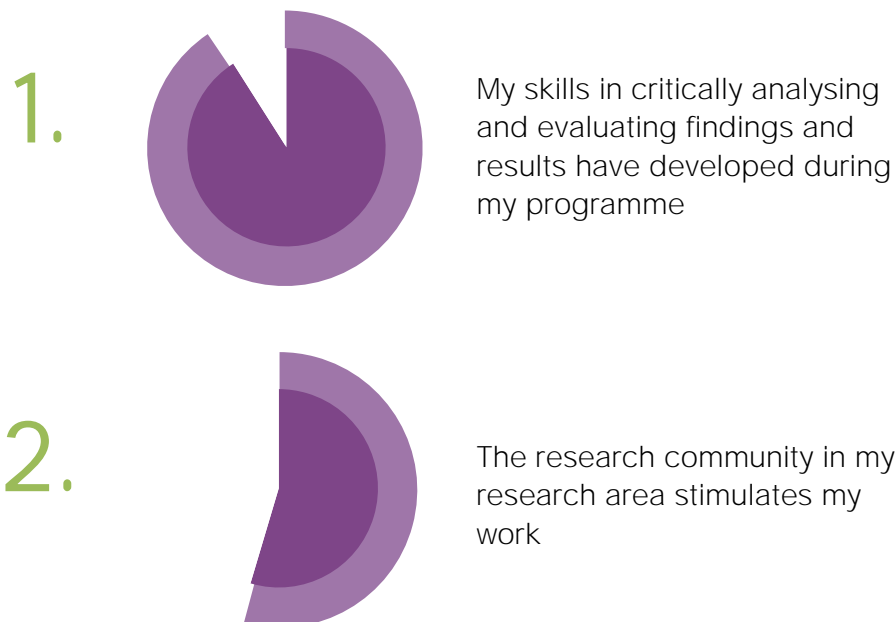 1.
My skills in critically analysing
and evaluating findings and
results have developed during
my programme
2.
The research community in my
research area stimulates my
work